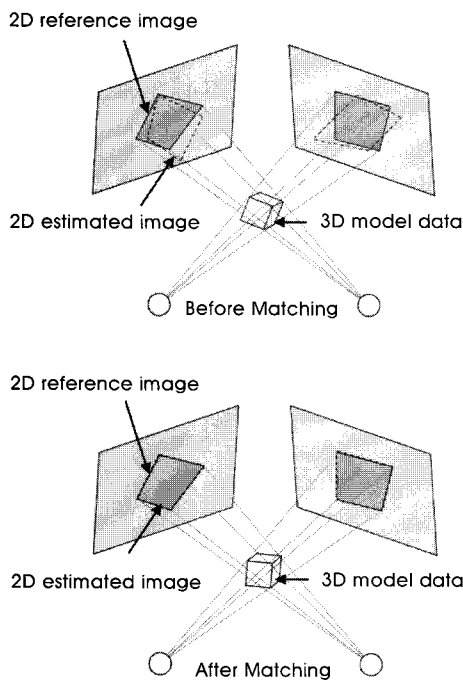 2D reference image
2D estimated image
3D model data
Before Matching
2D reference image
2D estimated image
3D model data
After Matching